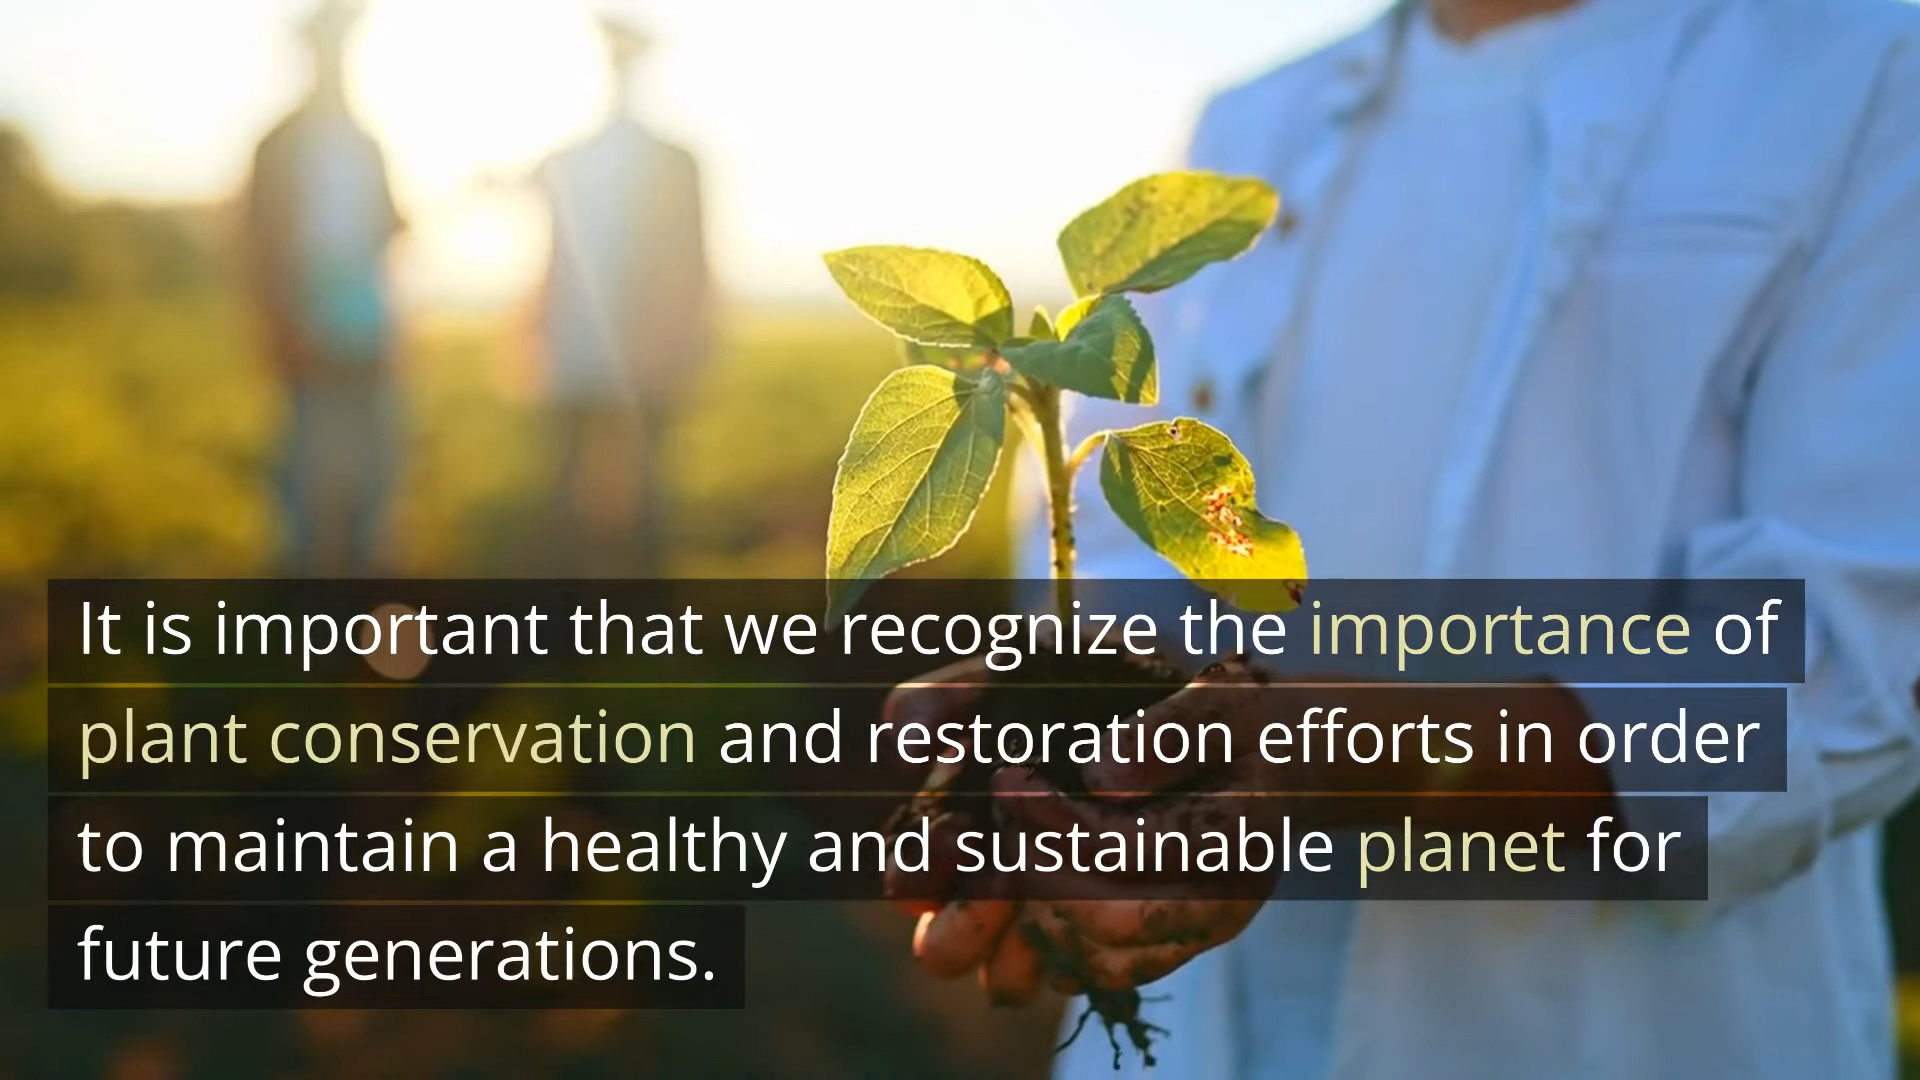 It is important that we recognize the importance of
plant conservation and restoration efforts in order
to maintain a healthy and sustainable planet for
future generations.